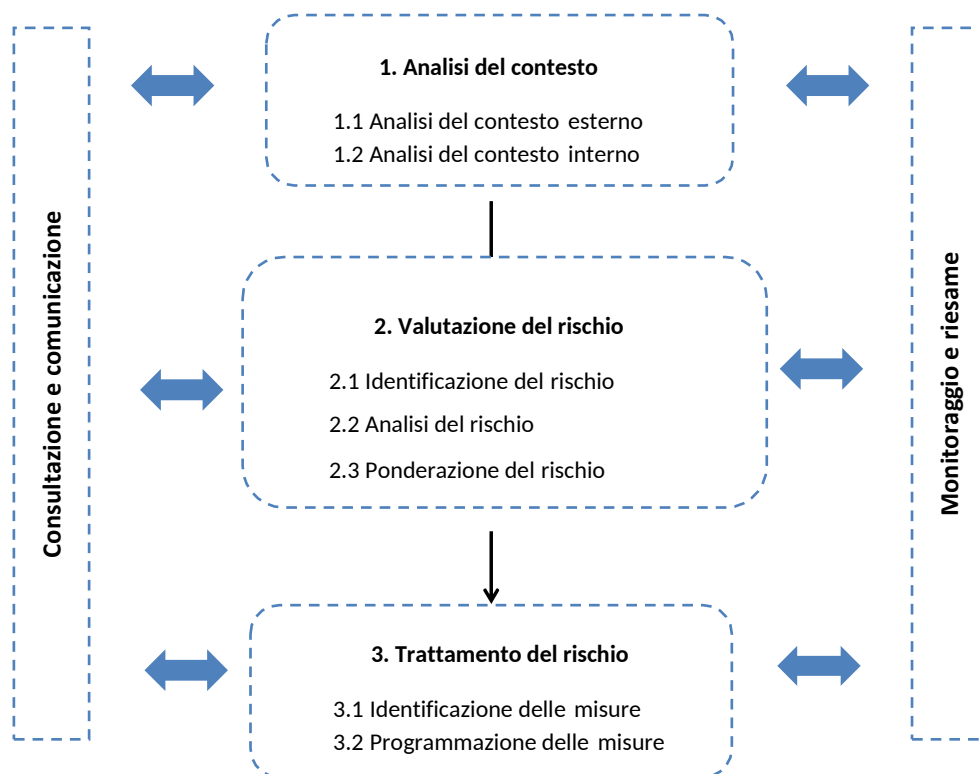 Consultazione e comunicazione
1. Analisi del contesto
1.1 Analisi del contesto esterno
1.2 Analisi del contesto interno
2. Valutazione del rischio
2.1 Identificazione del rischio
2.2 Analisi del rischio
2.3 Ponderazione del rischio
3. Trattamento del rischio
3.1 Identificazione delle misure
3.2 Programmazione delle misure
Monitoraggio e riesame